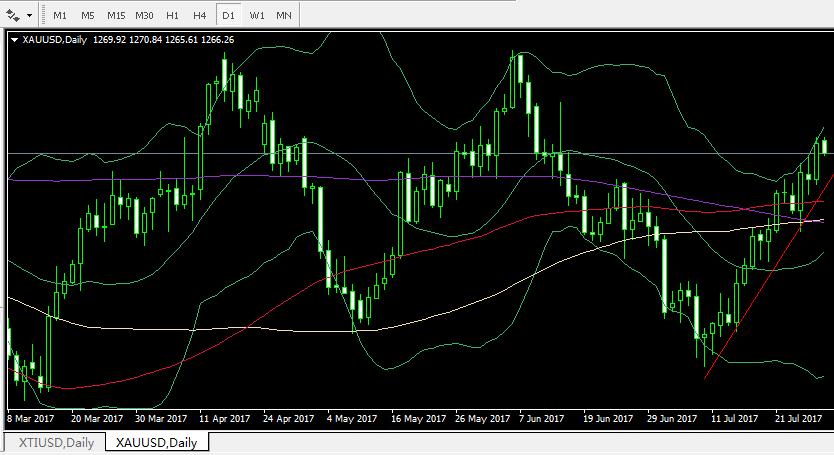 M1 M5 M15 M30 H1 H4 D1 W1 MN
XAUUSD,Daily 1269.92 1270.84 1265.61 1266.26
8 Mar 2017 20 Mar 2017 30 Mar 2017 11 Apr 2017 24 Apr 2017 4 May 2017 16 May 2017 26 May 2017 7 Jun 2017 19 Jun 2017 29 Jun 2017 11 Jul 2017 21 Jul 2017
XTIUSD,Daily XAUUSD,Daily